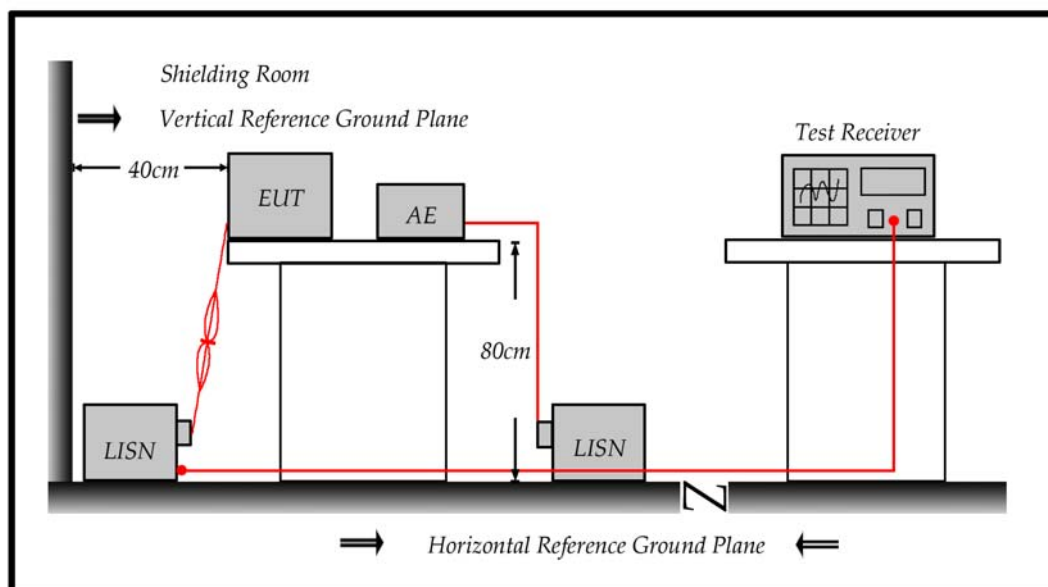 Shielding Room
Vertical Reference Ground Plane
Test Receiver
40cm
EUT
AE
80cm
LISN
LISN
Horizontal Reference Ground Plane